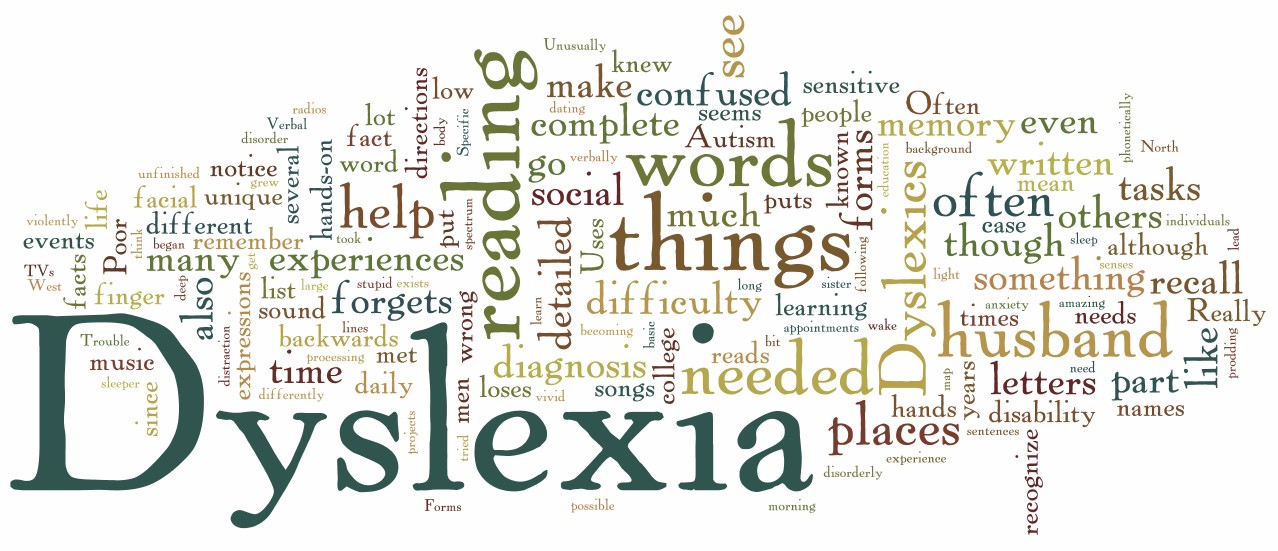 see
Unusually
knew
reading
make
confused
sensitive
directions
low
radios
lot
dating
seems
people
Often
phonetically
Verbal
fact
body
Specific
complete
Autism
memory
even
disorder
hands-on
word
go
verbally
words
known
forms
education
background
North
unfinished
notice
several
grew
written
mean
tasks
life
facial
unique
help
put
spectrum
social
much
puts
Dyslexics
often
others
individuals
violently
Poor
think
different
detailed
Uses
things
case
events
began
remember
took
though
sleep
although
lead
many
get
experiences
following
senses
TVs
West
facts
deep
also
expressions
list
large
stupid
exists
long
sister
light
something
recall
finger
sound
forgets
wrong
learn
difficulty
learning
anxiety
amazing
times
needs
Really
Trouble
distraction
backwards
lines
becoming
basic
appointments
wake
husband
like
prodding
music
processing
met
diagnosis
college
reads
bit
needed
map
years
need
sleeper
since
time
daily
differently
men
loses
vivid
songs
letters
part
hands
disability
names
Dyslexia
projects
tried
places
sentences
recognize
experience
disorderly
Forms
possible
morning